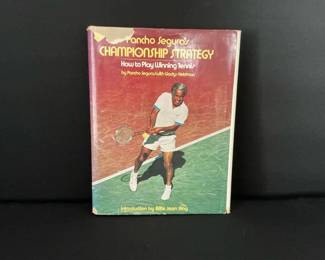 Pancho Segura's
CHAMPIONSHIP STRATEGY
How to Play Winning Tennis
by Pancho Segura with Gladys Heldman
Introduction by Billie Jean King